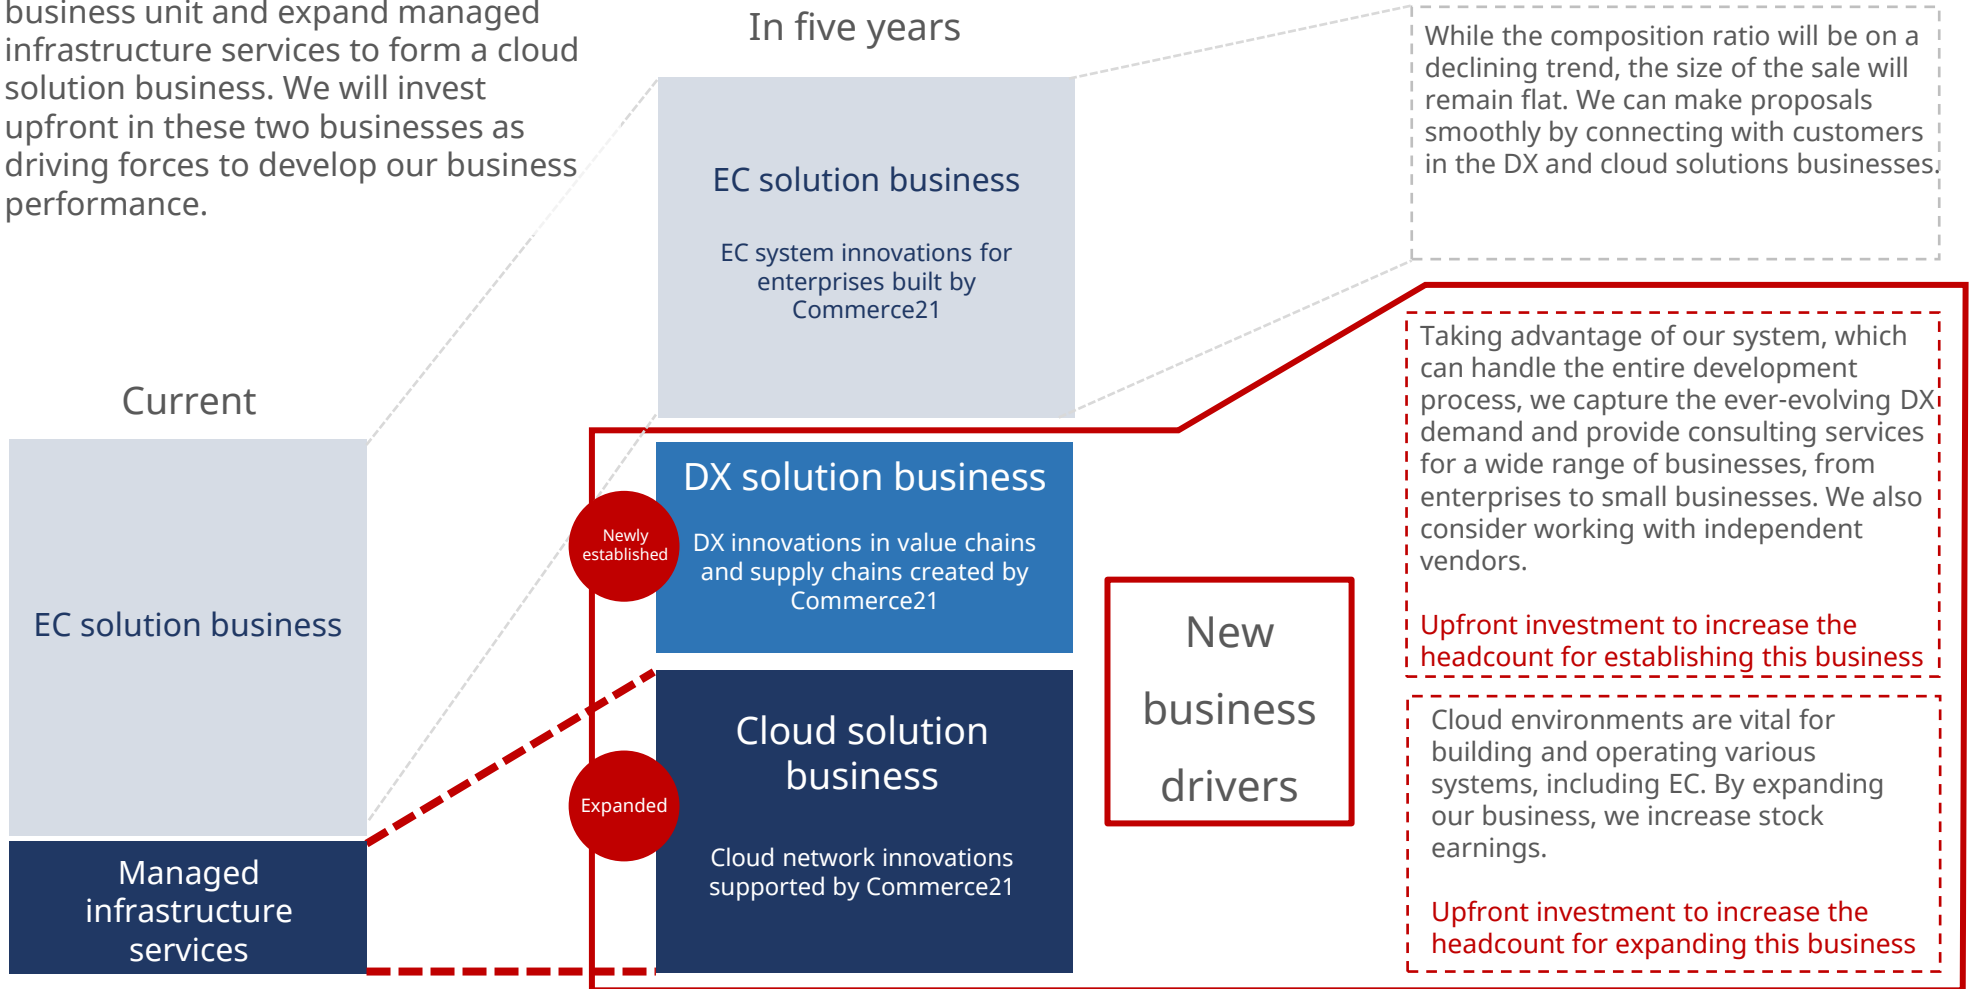 business unit and expand managed
infrastructure services to form a cloud
solution business. We will invest
upfront in these two businesses as
driving forces to develop our business
performance.
In five years
EC solution business
EC system innovations for
enterprises built by
Commerce21
While the composition ratio will be on a
declining trend, the size of the sale will
remain flat. We can make proposals
smoothly by connecting with customers
in the DX and cloud solutions businesses.
Current
EC solution business
Managed
infrastructure
services
Newly
established
DX solution business
DX innovations in value chains
and supply chains created by
Commerce21
Expanded
Cloud solution
business
Cloud network innovations
supported by Commerce21
New
business
drivers
Taking advantage of our system, which
can handle the entire development
process, we capture the ever-evolving DX
demand and provide consulting services
for a wide range of businesses, from
enterprises to small businesses. We also
consider working with independent
vendors.
Upfront investment to increase the
headcount for establishing this business
Cloud environments are vital for
building and operating various
systems, including EC. By expanding
our business, we increase stock
earnings.
Upfront investment to increase the
headcount for expanding this business